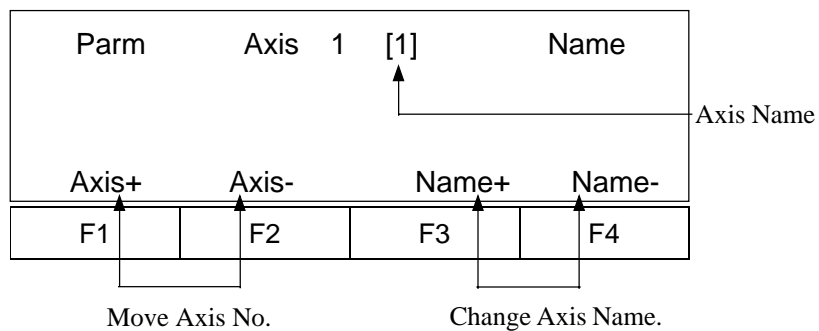 Parm Axis 1 [1] Name
Axis Name
Axis+ Axis- Name+ Name-
F1 F2 F3 F4
Move Axis No. Change Axis Name.